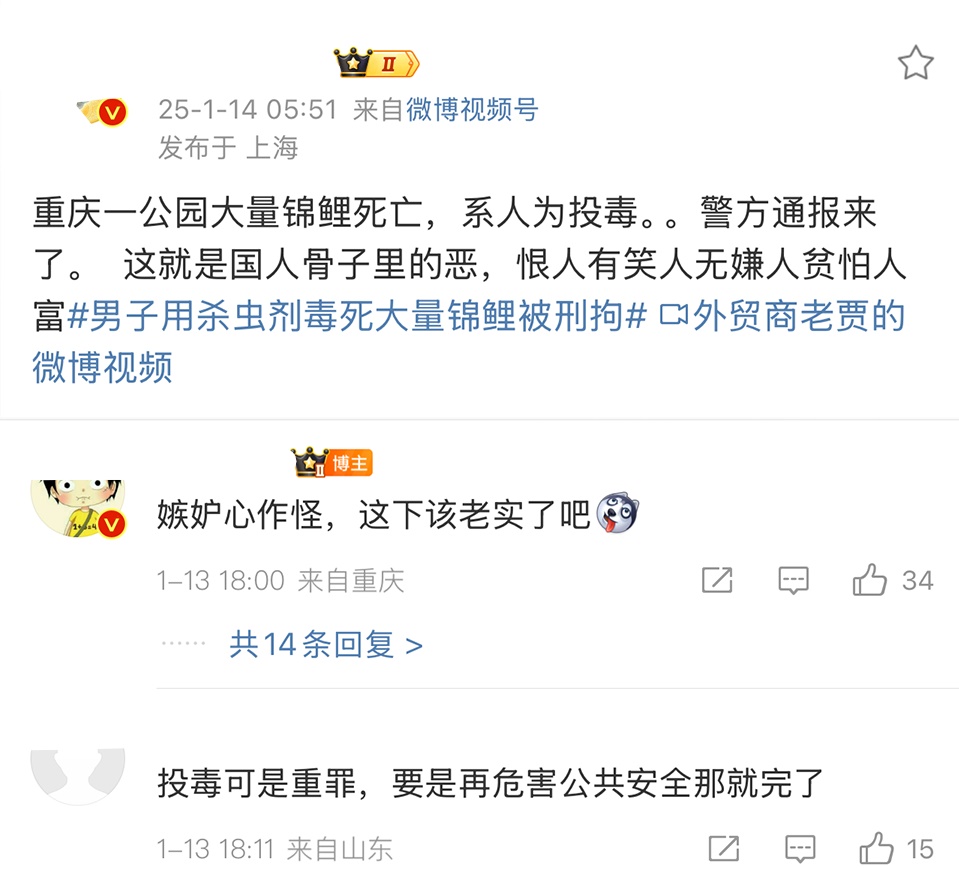 II
25-1-14 05:51 来自微博视频号
发布于 上海
重庆一公园大量锦鲤死亡，系人为投毒。。警方通报来
了。 这就是国人骨子里的恶，恨人有笑人无嫌人贫怕人
富#男子用杀虫剂毒死大量锦鲤被刑拘# 外贸商老贾的
微博视频
II 博主
嫉妒心作怪，这下该老实了吧
1-13 18:00 来自重庆
34
共14条回复 >
投毒可是重罪，要是再危害公共安全那就完了
1-13 18:11 来自山东
15